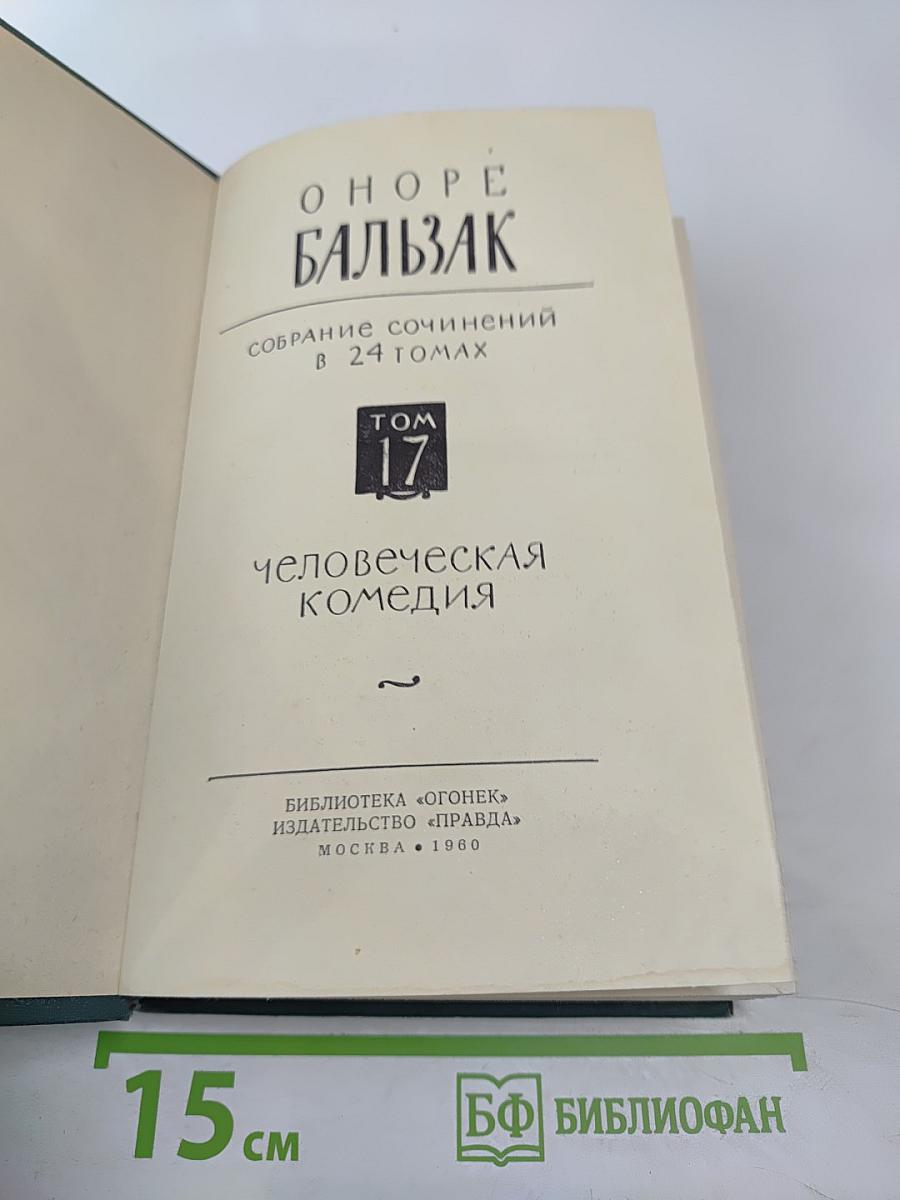 ОНОРЕ
БАЛЬЗАК
СОБРАНИЕ СОЧИНЕНИЙ
В 24 ТОМАХ
ТОМ
17
ЧЕЛОВЕЧЕСКАЯ
КОМЕДИЯ
БИБЛИОТЕКА «ОГОНЕК»
ИЗДАТЕЛЬСТВО «ПРАВДА»
МОСКВА • 1960
15 см
БФ БИБЛИОФАН